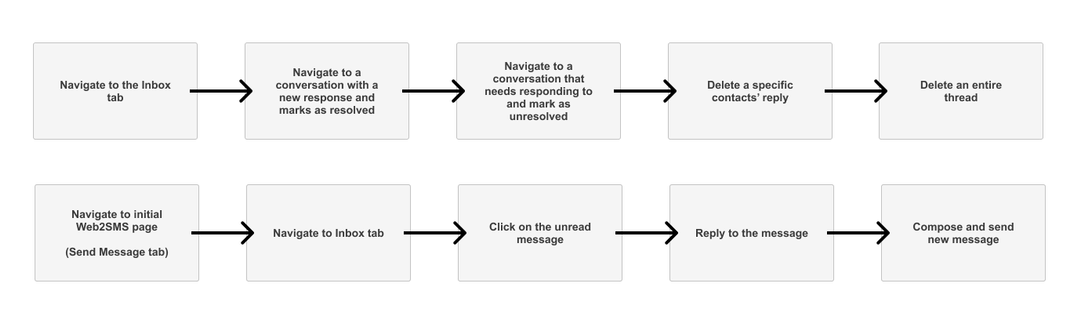 Navigate to the Inbox
tab
Navigate to a
conversation with a
new response and
marks as resolved
Navigate to a
conversation that
needs responding to
and mark as
unresolved
Delete a specific
contacts’ reply
Delete an entire
thread
Navigate to initial
Web2SMS page
(Send Message tab)
Navigate to Inbox tab
Click on the unread
message
Reply to the message
Compose and send
new message